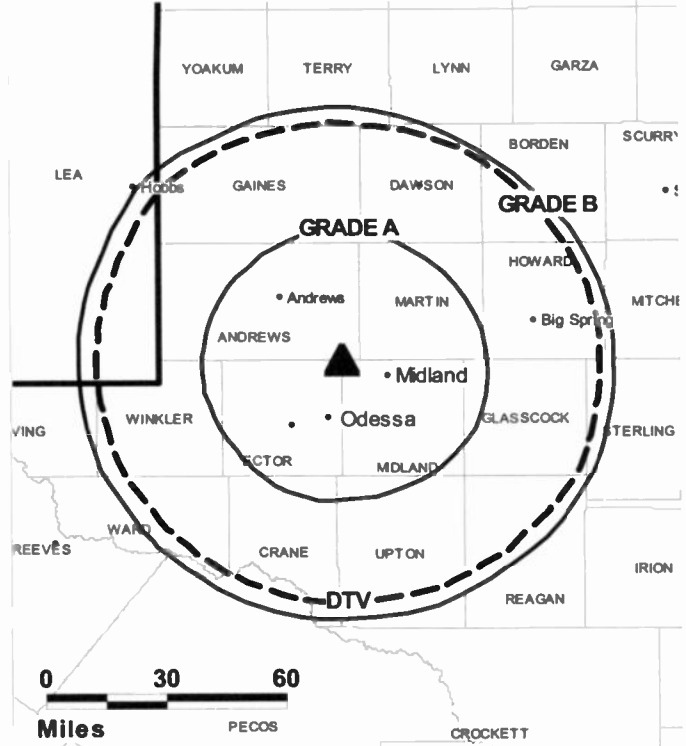 YOAKUM TERRY LYNN GARZA
BORDEN SCURRY
LEA Hobbs GAINES DAWSON
GRADE B
GRADE A
HOWARD
Andrews MARTIN MITCHE
Big Spring
ANDREWS
Midland
WINKLER Odessa GLASSCOCK
VING STERLING
ECTOR MIDLAND
WARD
REEVES CRANE UPTON
IRION
DTV REAGAN
0 30 60
Miles PECOS CROCKETT